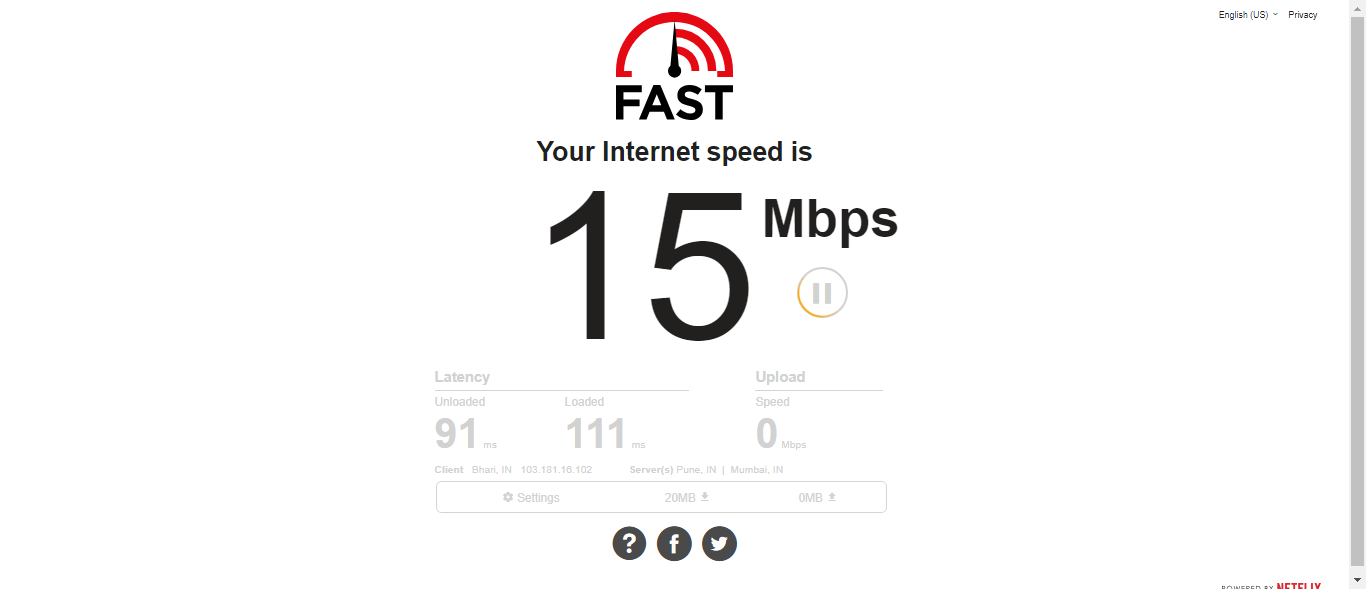 English (US) Privacy
FAST
Your Internet speed is
15 Mbps
Latency Upload
Unloaded Loaded Speed
91 ms 111 ms 0 Mbps
Client Bhari, IN 103.181.16.102 Server(s) Pune, IN | Mumbai, IN
Settings 20MB 0MB
?
POWERED BY NETFLIX